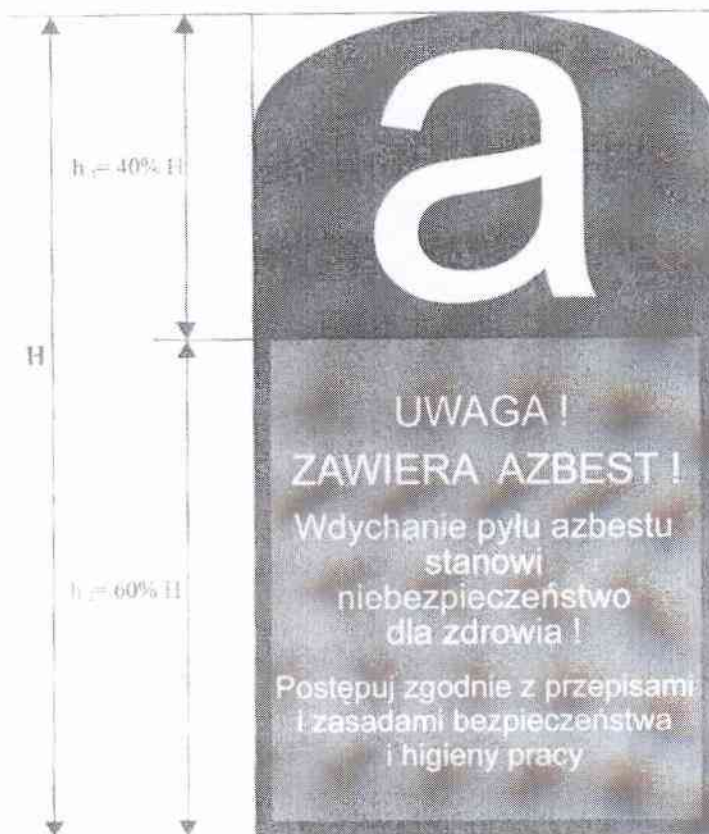 a
h₁= 40% H
H
UWAGA !
ZAWIERA AZBEST !
Wdychanie pyłu azbestu
stanowi
niebezpieczeństwo
dla zdrowia !
h₂= 60% H
Postępuj zgodnie z przepisami
i zasadami bezpieczeństwa
i higieny pracy